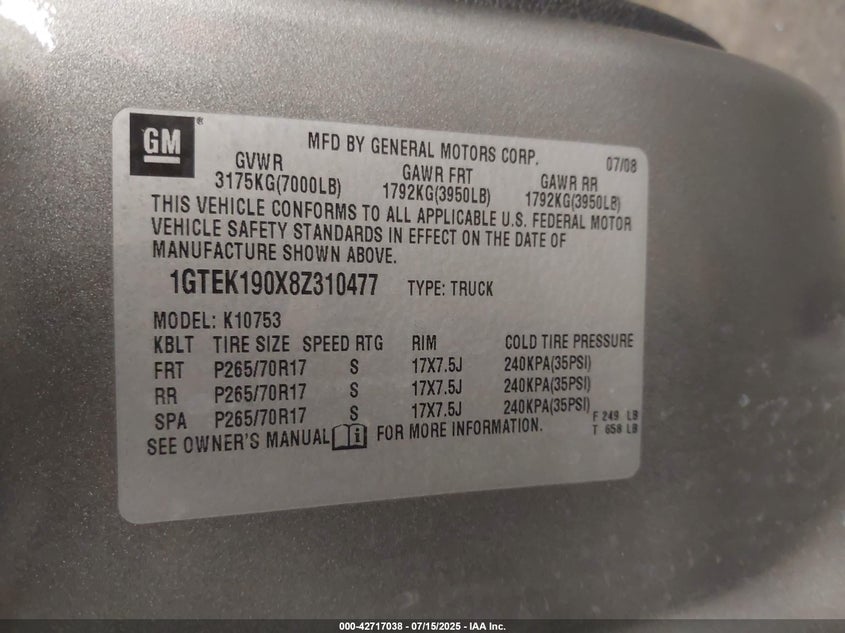 GM®
MFD BY GENERAL MOTORS CORP. 07/08
GVWR GAWR FRT GAWR RR
3175KG(7000LB) 1792KG(3950LB) 1792KG(3950LB)
THIS VEHICLE CONFORMS TO ALL APPLICABLE U.S. FEDERAL MOTOR
VEHICLE SAFETY STANDARDS IN EFFECT ON THE DATE OF
MANUFACTURE SHOWN ABOVE.
1GTEK190X8Z310477 TYPE: TRUCK
MODEL: K10753
KBLT TIRE SIZE SPEED RTG RIM COLD TIRE PRESSURE
FRT P265/70R17 S 17X7.5J 240KPA(35PSI)
RR P265/70R17 S 17X7.5J 240KPA(35PSI)
SPA P265/70R17 S 17X7.5J 240KPA(35PSI) F 249 LB
SEE OWNER'S MANUAL FOR MORE INFORMATION. T 658 LB
000-42717038 - 07/15/2025 - IAA Inc.